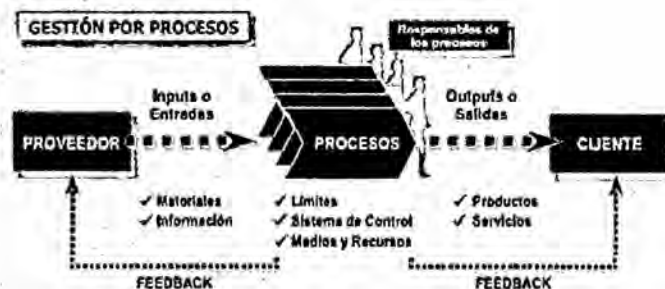 GESTIÓN POR PROCESOS
Responsables de
los procesos
Inputs o
Entradas
Outputs o
Salidas
PROVEEDOR
PROCESOS
CLIENTE
✓ Materiales
✓ Información
✓ Límites
✓ Sistema de Control
✓ Medios y Recursos
✓ Productos
✓ Servicios
FEEDBACK
FEEDBACK